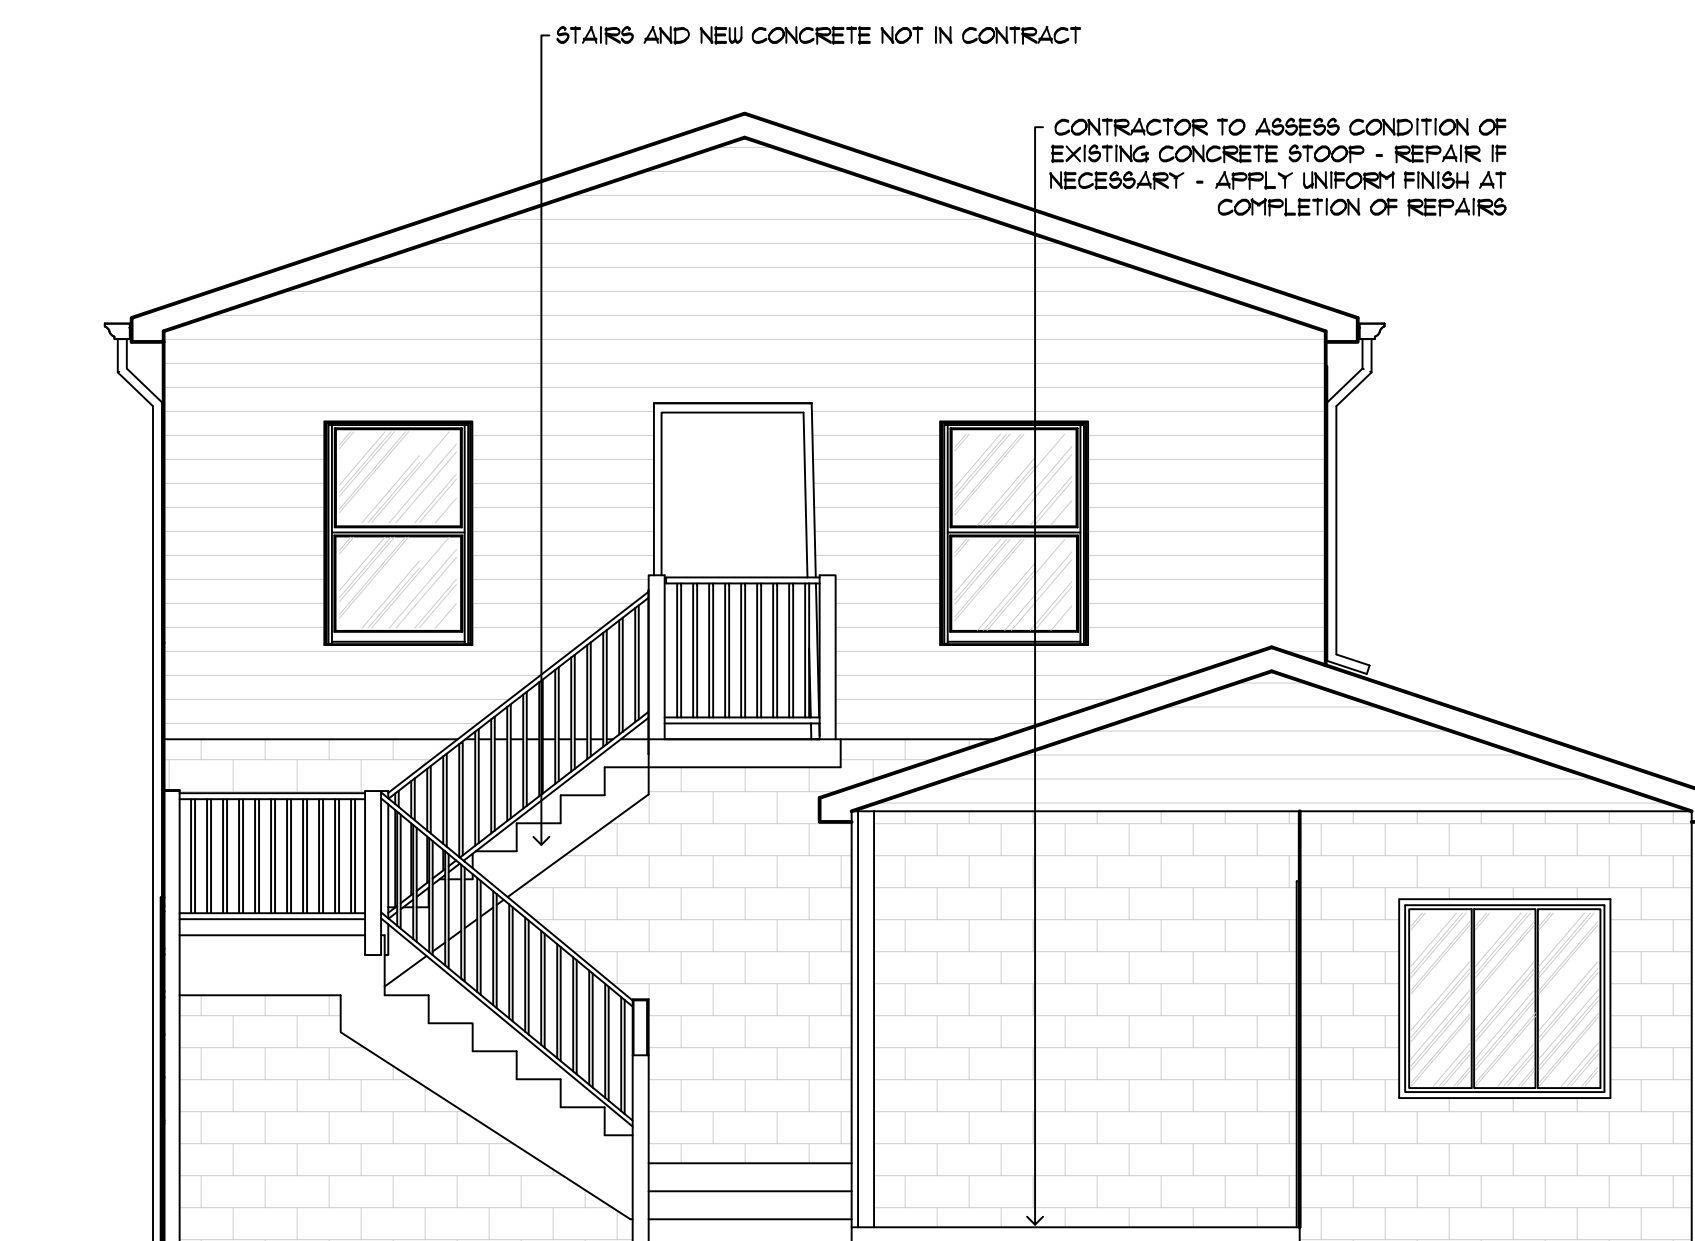 STAIRS AND NEW CONCRETE NOT IN CONTRACT
CONTRACTOR TO ASSESS CONDITION OF
EXISTING CONCRETE STOOP - REPAIR IF
NECESSARY - APPLY UNIFORM FINISH AT
COMPLETION OF REPAIRS